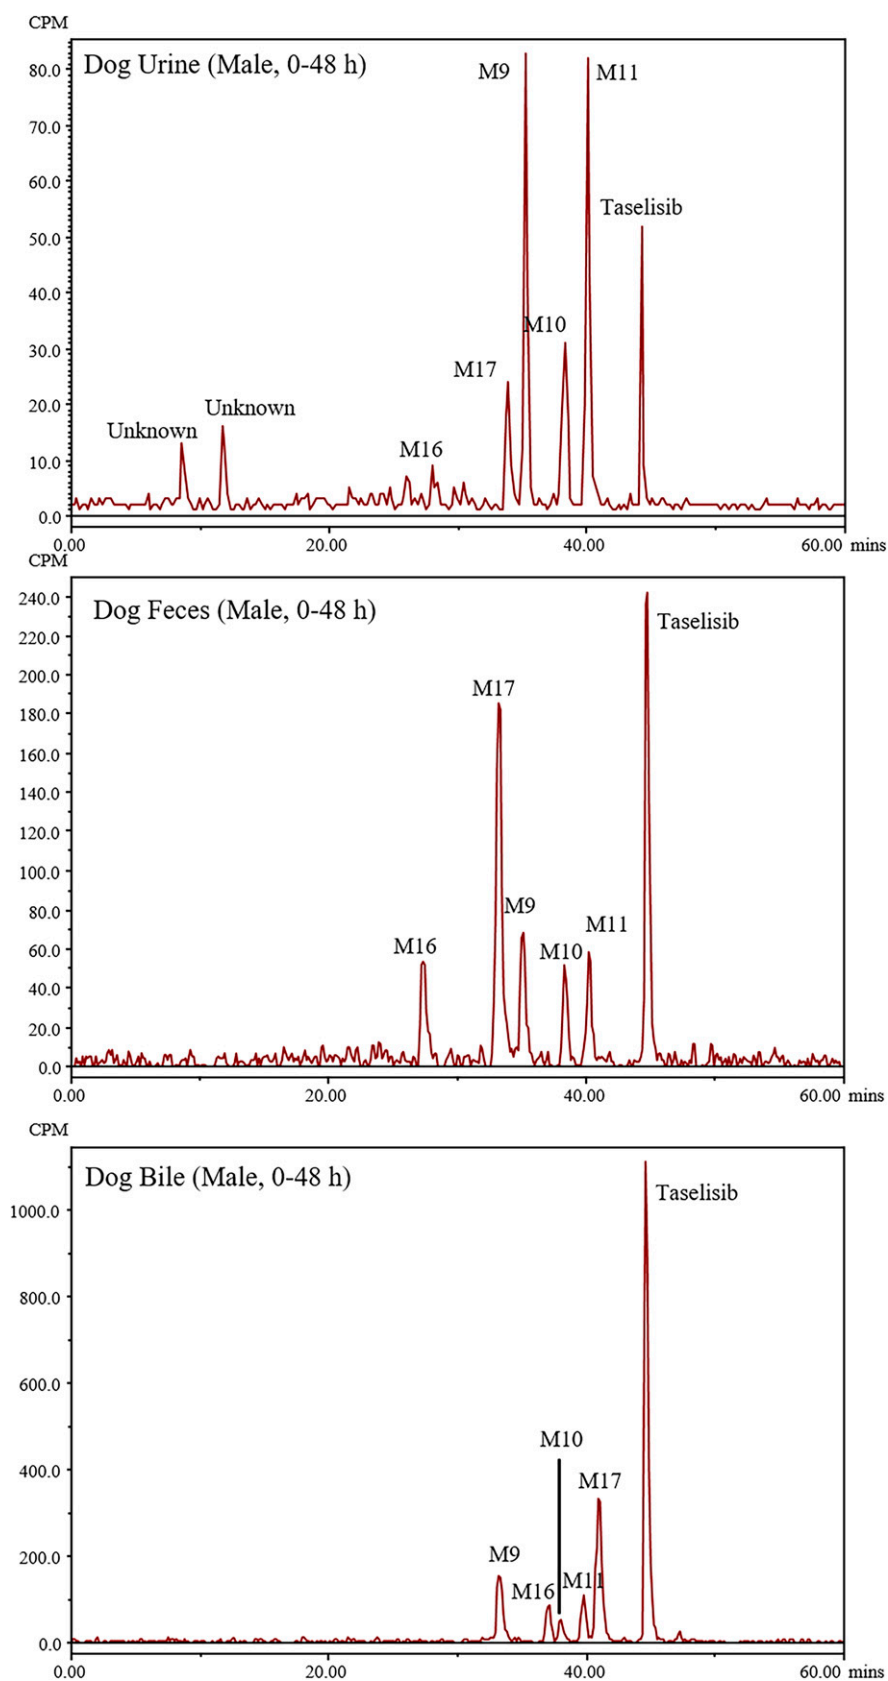 CPM
Dog Urine (Male, 0-48 h)
80.0
70.0
60.0
50.0
40.0
30.0
20.0
10.0
0.0
M9
M11
Taselisib
M10
M17
M16
Unknown
Unknown
0.00 20.00 40.00 60.00 mins
CPM
Dog Feces (Male, 0-48 h)
240.0
220.0
200.0
180.0
160.0
140.0
120.0
100.0
80.0
60.0
40.0
20.0
0.0
Taselisib
M17
M9
M11
M16
M10
0.00 20.00 40.00 60.00 mins
CPM
Dog Bile (Male, 0-48 h)
1000.0
800.0
600.0
400.0
200.0
0.0
Taselisib
M10
M17
M9
M16
M11
0.00 20.00 40.00 60.00 mins